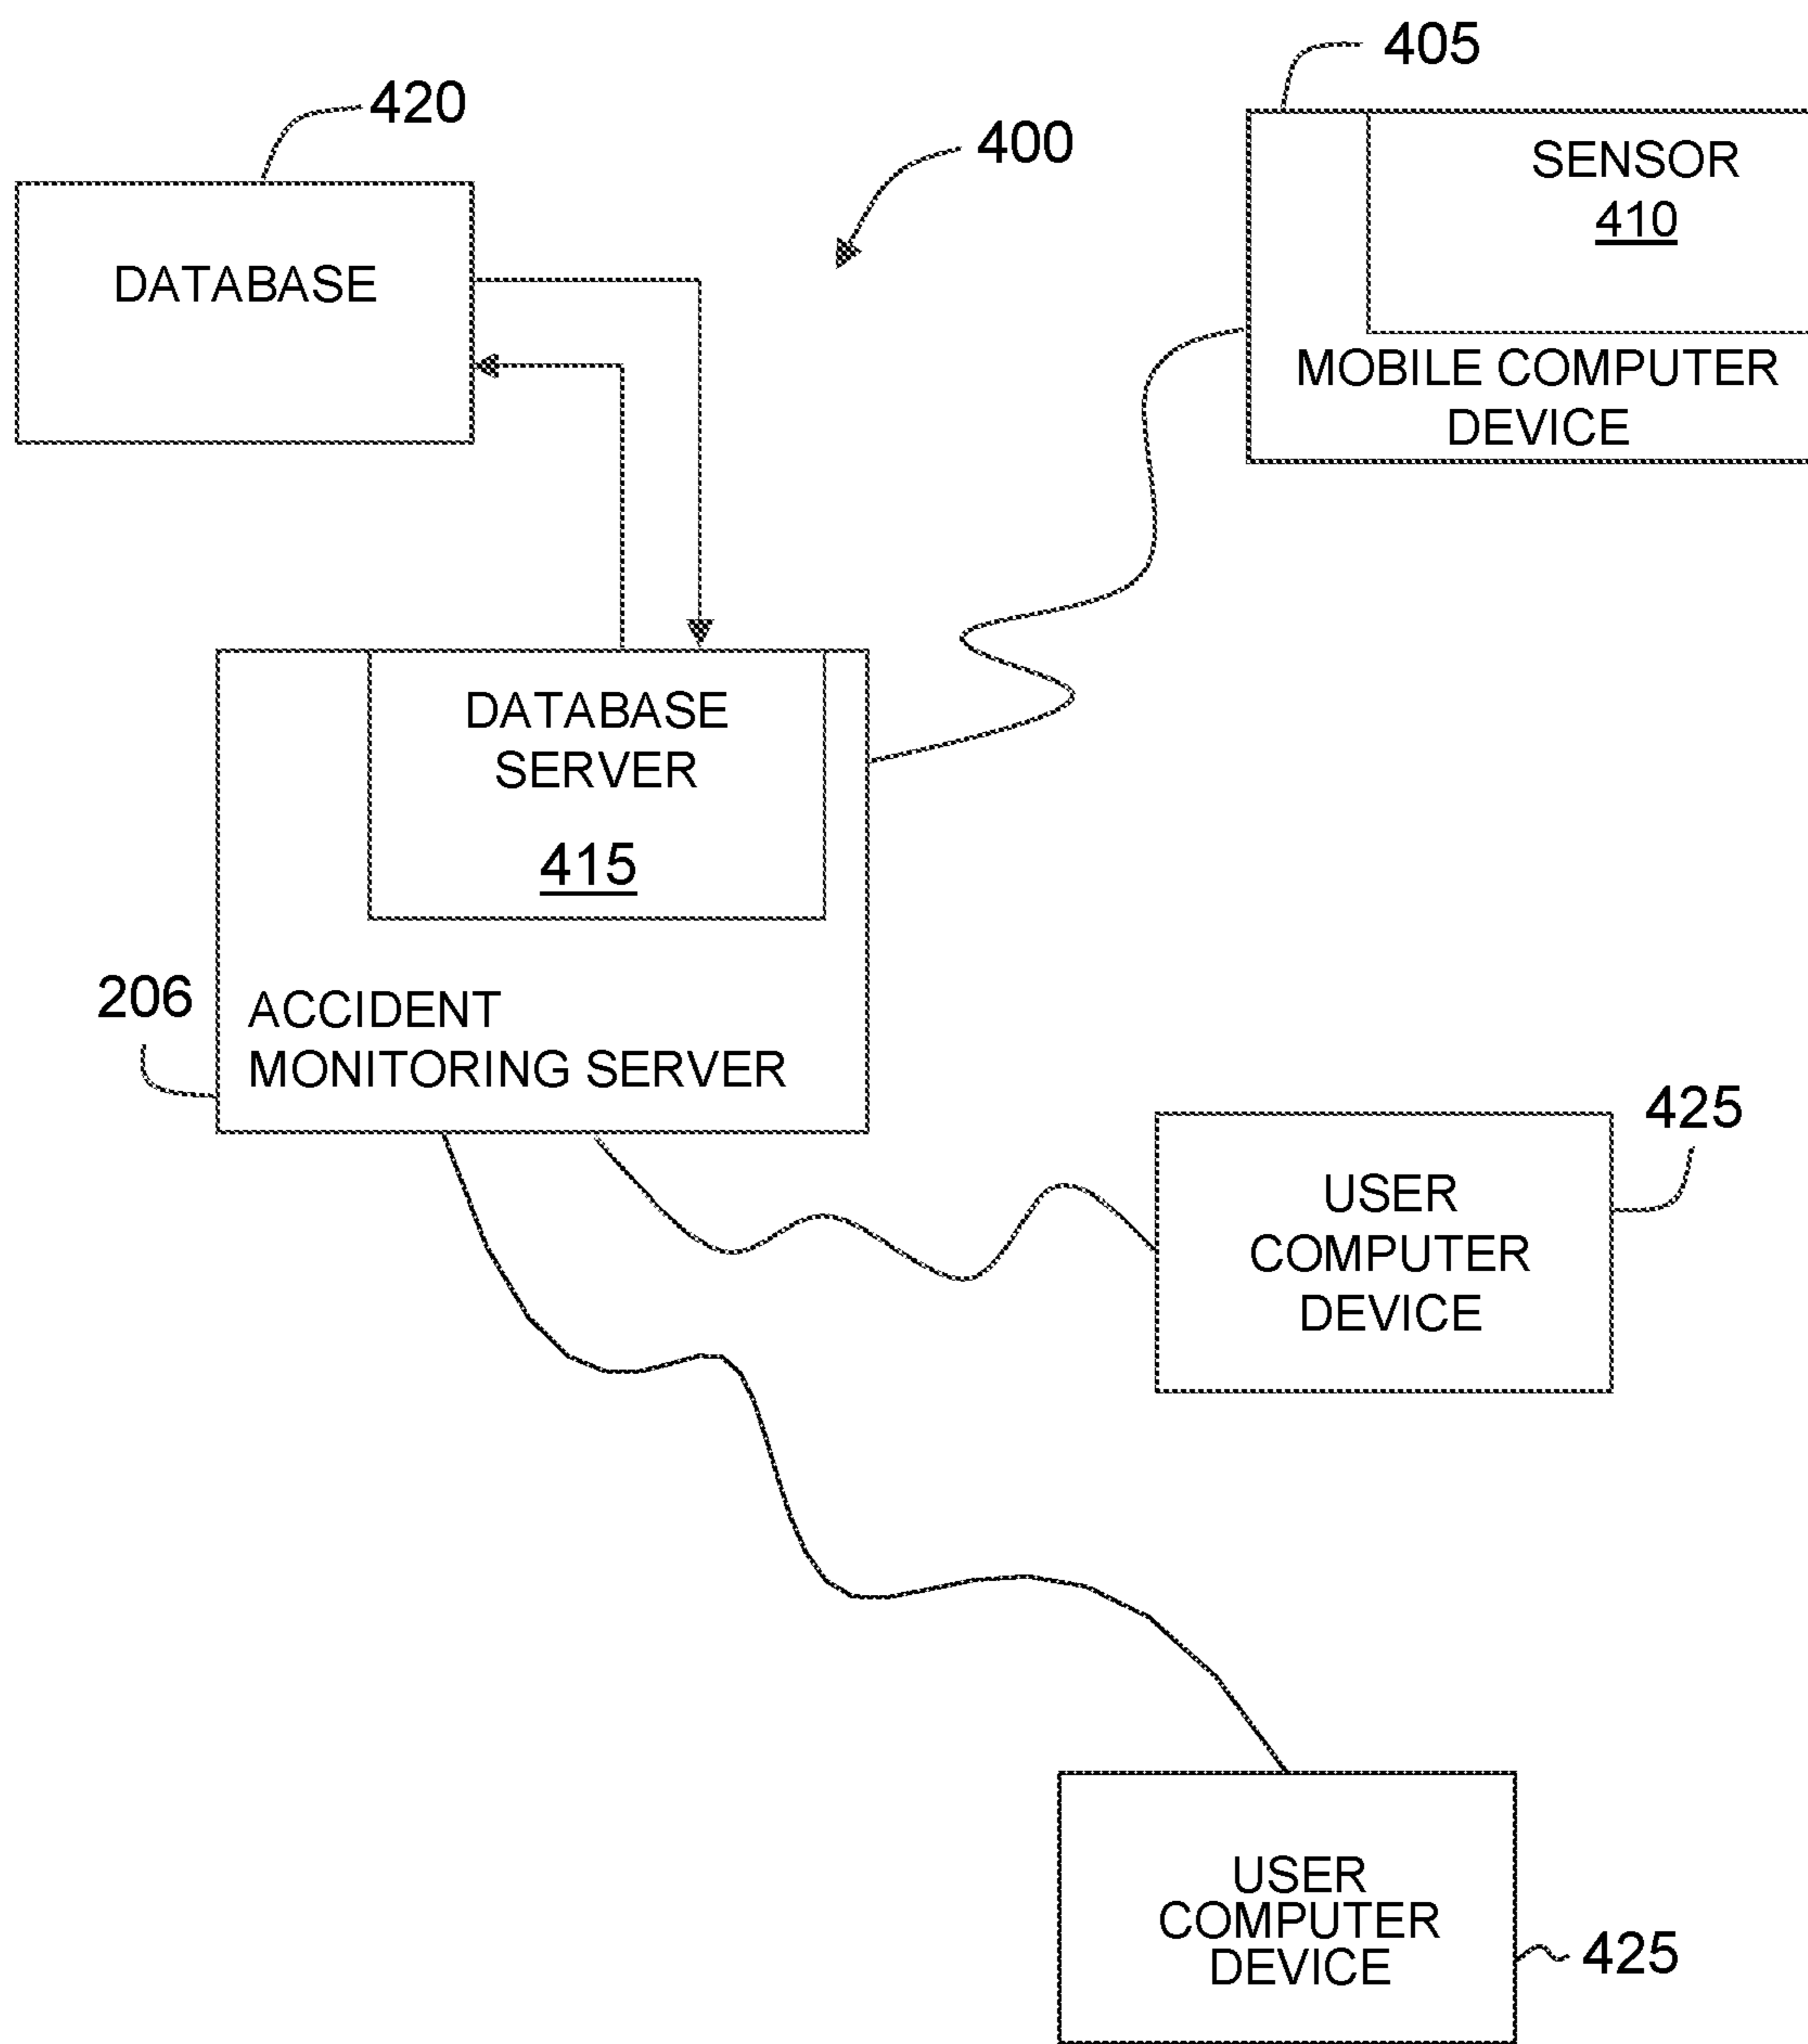 405
420
400
SENSOR
410
DATABASE
MOBILE COMPUTER
DEVICE
DATABASE
SERVER
415
206
ACCIDENT
MONITORING SERVER
425
USER
COMPUTER
DEVICE
USER
COMPUTER
DEVICE
425